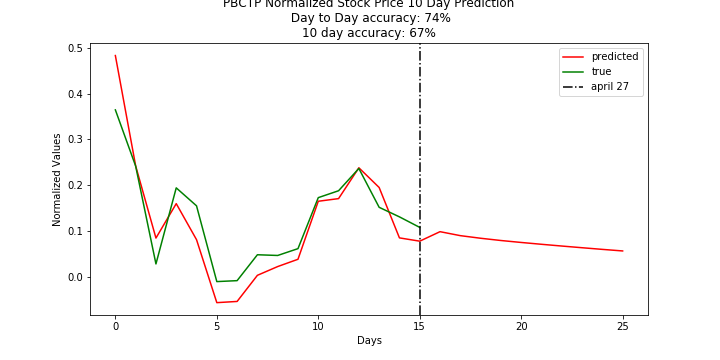 PBCTP Normalized Stock Price 10 Day Prediction
Day to Day accuracy: 74%
10 day accuracy: 67%
0.5
0.4
0.3
0.2
0.1
0.0
Normalized Values
predicted
true
april 27
0 5 10 15 20 25
Days